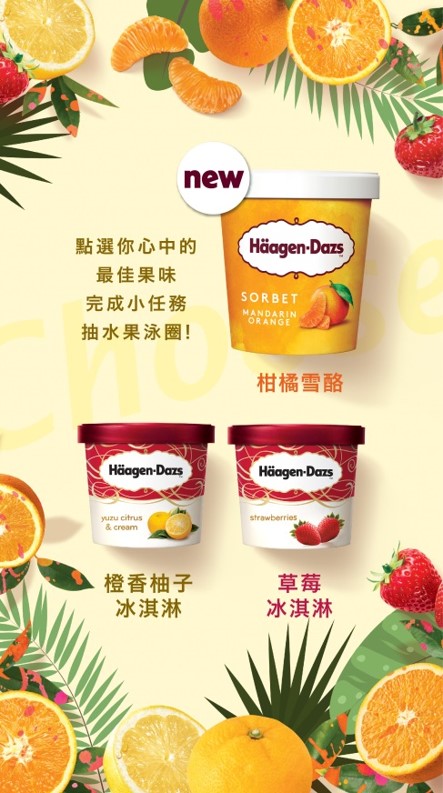 new
點選你心中的
最佳果味
完成小任務
抽水果泳圈!
Häagen-Dazs
SORBET
MANDARIN
ORANGE
柑橘雪酪
Choose
Häagen-Dazs
yuzu citrus
& cream
橙香柚子
冰淇淋
Häagen-Dazs
strawberries
草莓
冰淇淋